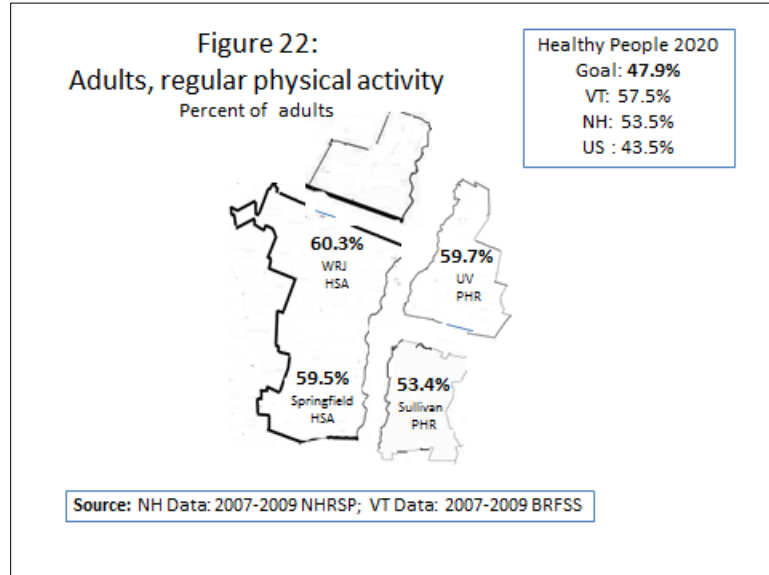 Figure 22:
Adults, regular physical activity
Percent of adults
Healthy People 2020
Goal: 47.9%
VT: 57.5%
NH: 53.5%
US : 43.5%
60.3%
WRJ
HSA
59.7%
UV
PHR
59.5%
Springfield
HSA
53.4%
Sullivan
PHR
Source: NH Data: 2007-2009 NHRSP; VT Data: 2007-2009 BRFSS